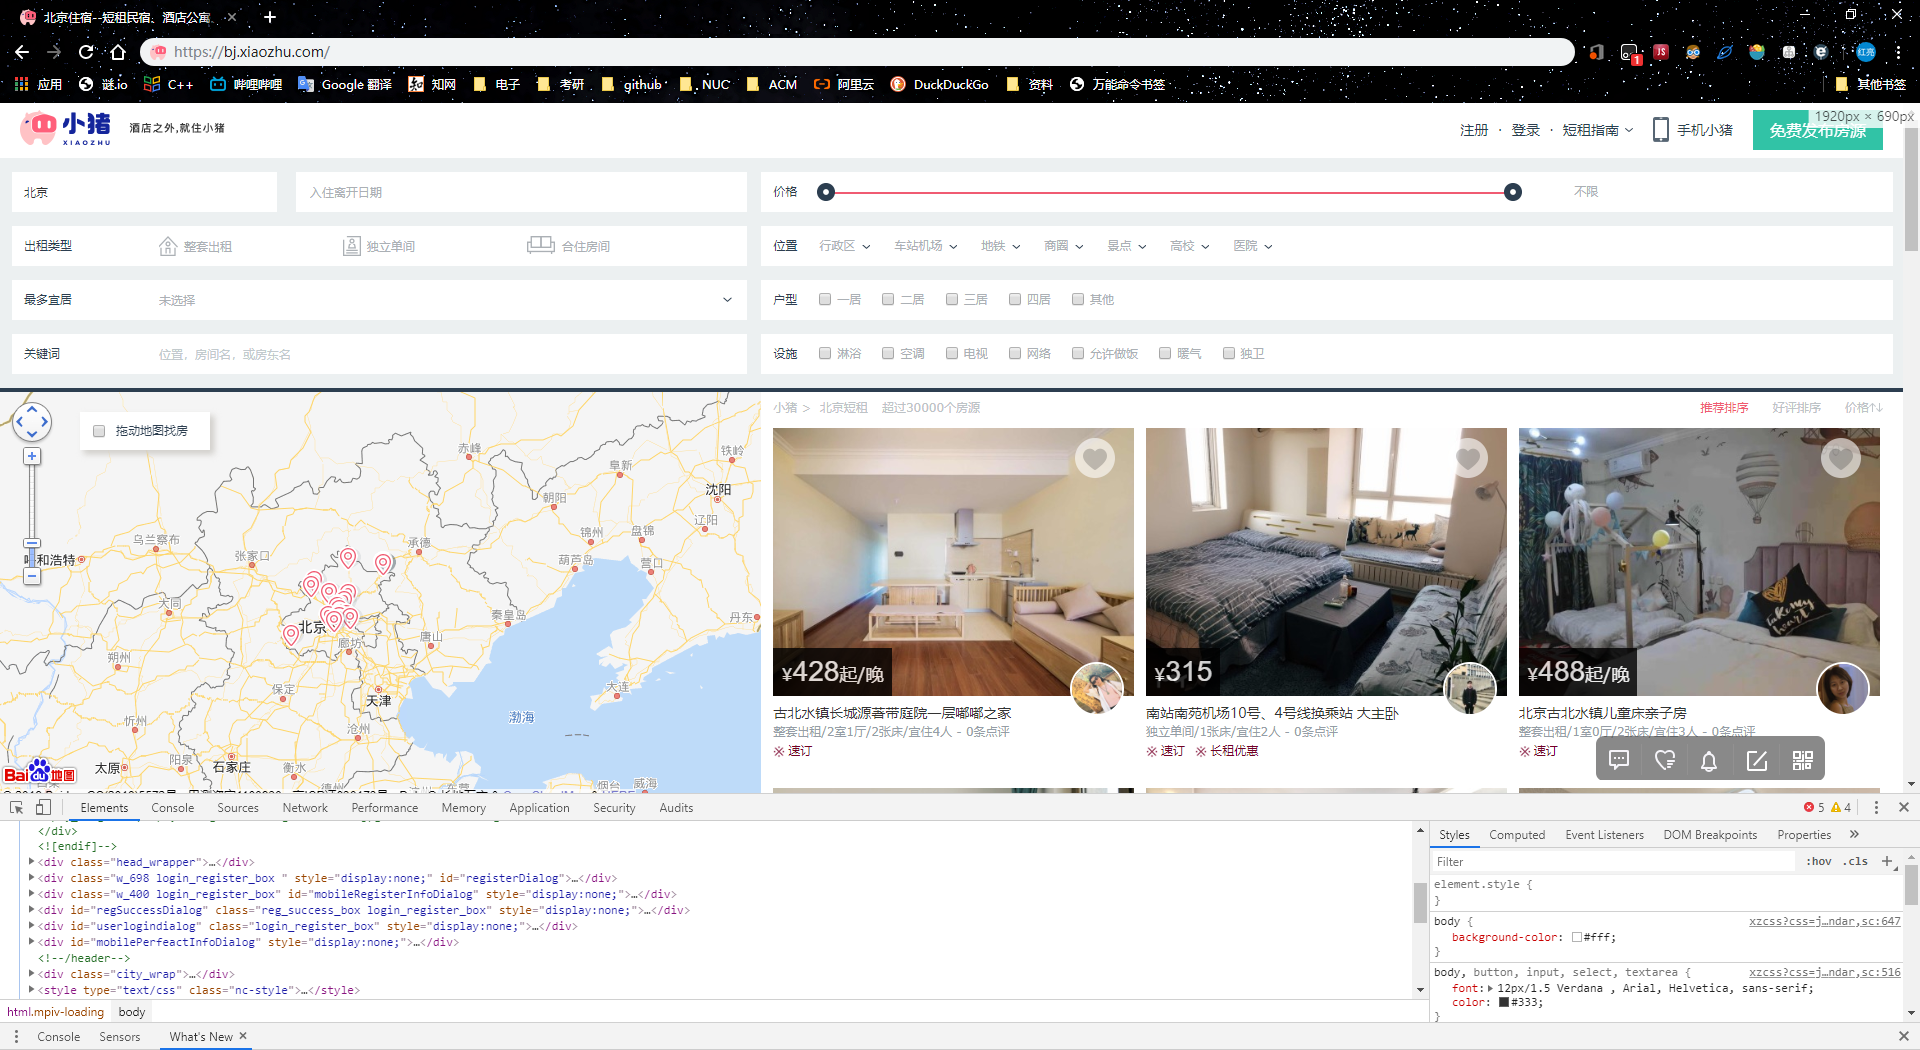 北京住宿--短租民宿、酒店公寓
https://bj.xiaozhu.com/
应用 谜.io C++ 哔哩哔哩 Google 翻译 知网 电子 考研 github NUC ACM 阿里云 DuckDuckGo 资料 万能命令书签 其他书签
小猪 XIAOZHU 酒店之外,就住小猪 注册 · 登录 · 短租指南 手机小猪 免费发布房源 1920px × 690px
北京 入住离开日期 价格 不限
出租类型 整套出租 独立单间 合住房间 位置 行政区 车站机场 地铁 商圈 景点 高校 医院
最多宜居 未选择 户型 一居 二居 三居 四居 其他
关键词 位置，房间名，或房东名 设施 淋浴 空调 电视 网络 允许做饭 暖气 独卫
小猪 > 北京短租 超过30000个房源 推荐排序 好评排序 价格↑↓
拖动地图找房
赤峰
铁岭
阜新
沈阳
朝阳
辽阳
锦州
盘锦
乌兰察布
承德
张家口
葫芦岛
营口
呼和浩特
大同
秦皇岛
丹东
北京
唐山
廊坊
朔州
保定
天津
大连
忻州
沧州
渤海
阳泉
石家庄
太原
衡水
德州
烟台
威海
Bai du 地图
¥428起/晚
¥315
¥488起/晚
古北水镇长城源著带庭院一层嘟嘟之家
整套出租/2室1厅/2张床/宜住4人 - 0条点评
※ 速订
南站南苑机场10号、4号线换乘站 大主卧
独立单间/1张床/宜住2人 - 0条点评
※ 速订 ※ 长租优惠
北京古北水镇儿童床亲子房
整套出租/1室0厅/2张床/宜住3人 - 0条点评
※ 速订
Elements Console Sources Network Performance Memory Application Security Audits 5 4
</div>
<![endif]-->
<div class="head_wrapper">…</div>
<div class="w_698 login_register_box " style="display:none;" id="registerDialog">…</div>
<div class="w_400 login_register_box" id="mobileRegisterInfoDialog" style="display:none;">…</div>
<div id="regSuccessDialog" class="reg_success_box login_register_box" style="display:none;">…</div>
<div id="userlogindialog" class="login_register_box" style="display:none;">…</div>
<div id="mobilePerfeactInfoDialog" style="display:none;">…</div>
<!--/header-->
<div class="city_wrap">…</div>
<style type="text/css" class="nc-style">…</style>
html.mpiv-loading body
Styles Computed Event Listeners DOM Breakpoints Properties »
Filter :hov .cls +
element.style {
}
body { xzcss?css=j…ndar,sc:647
background-color: #fff;
}
body, button, input, select, textarea { xzcss?css=j…ndar,sc:516
font: 12px/1.5 Verdana , Arial, Helvetica, sans-serif;
color: #333;
}
Console Sensors What's New